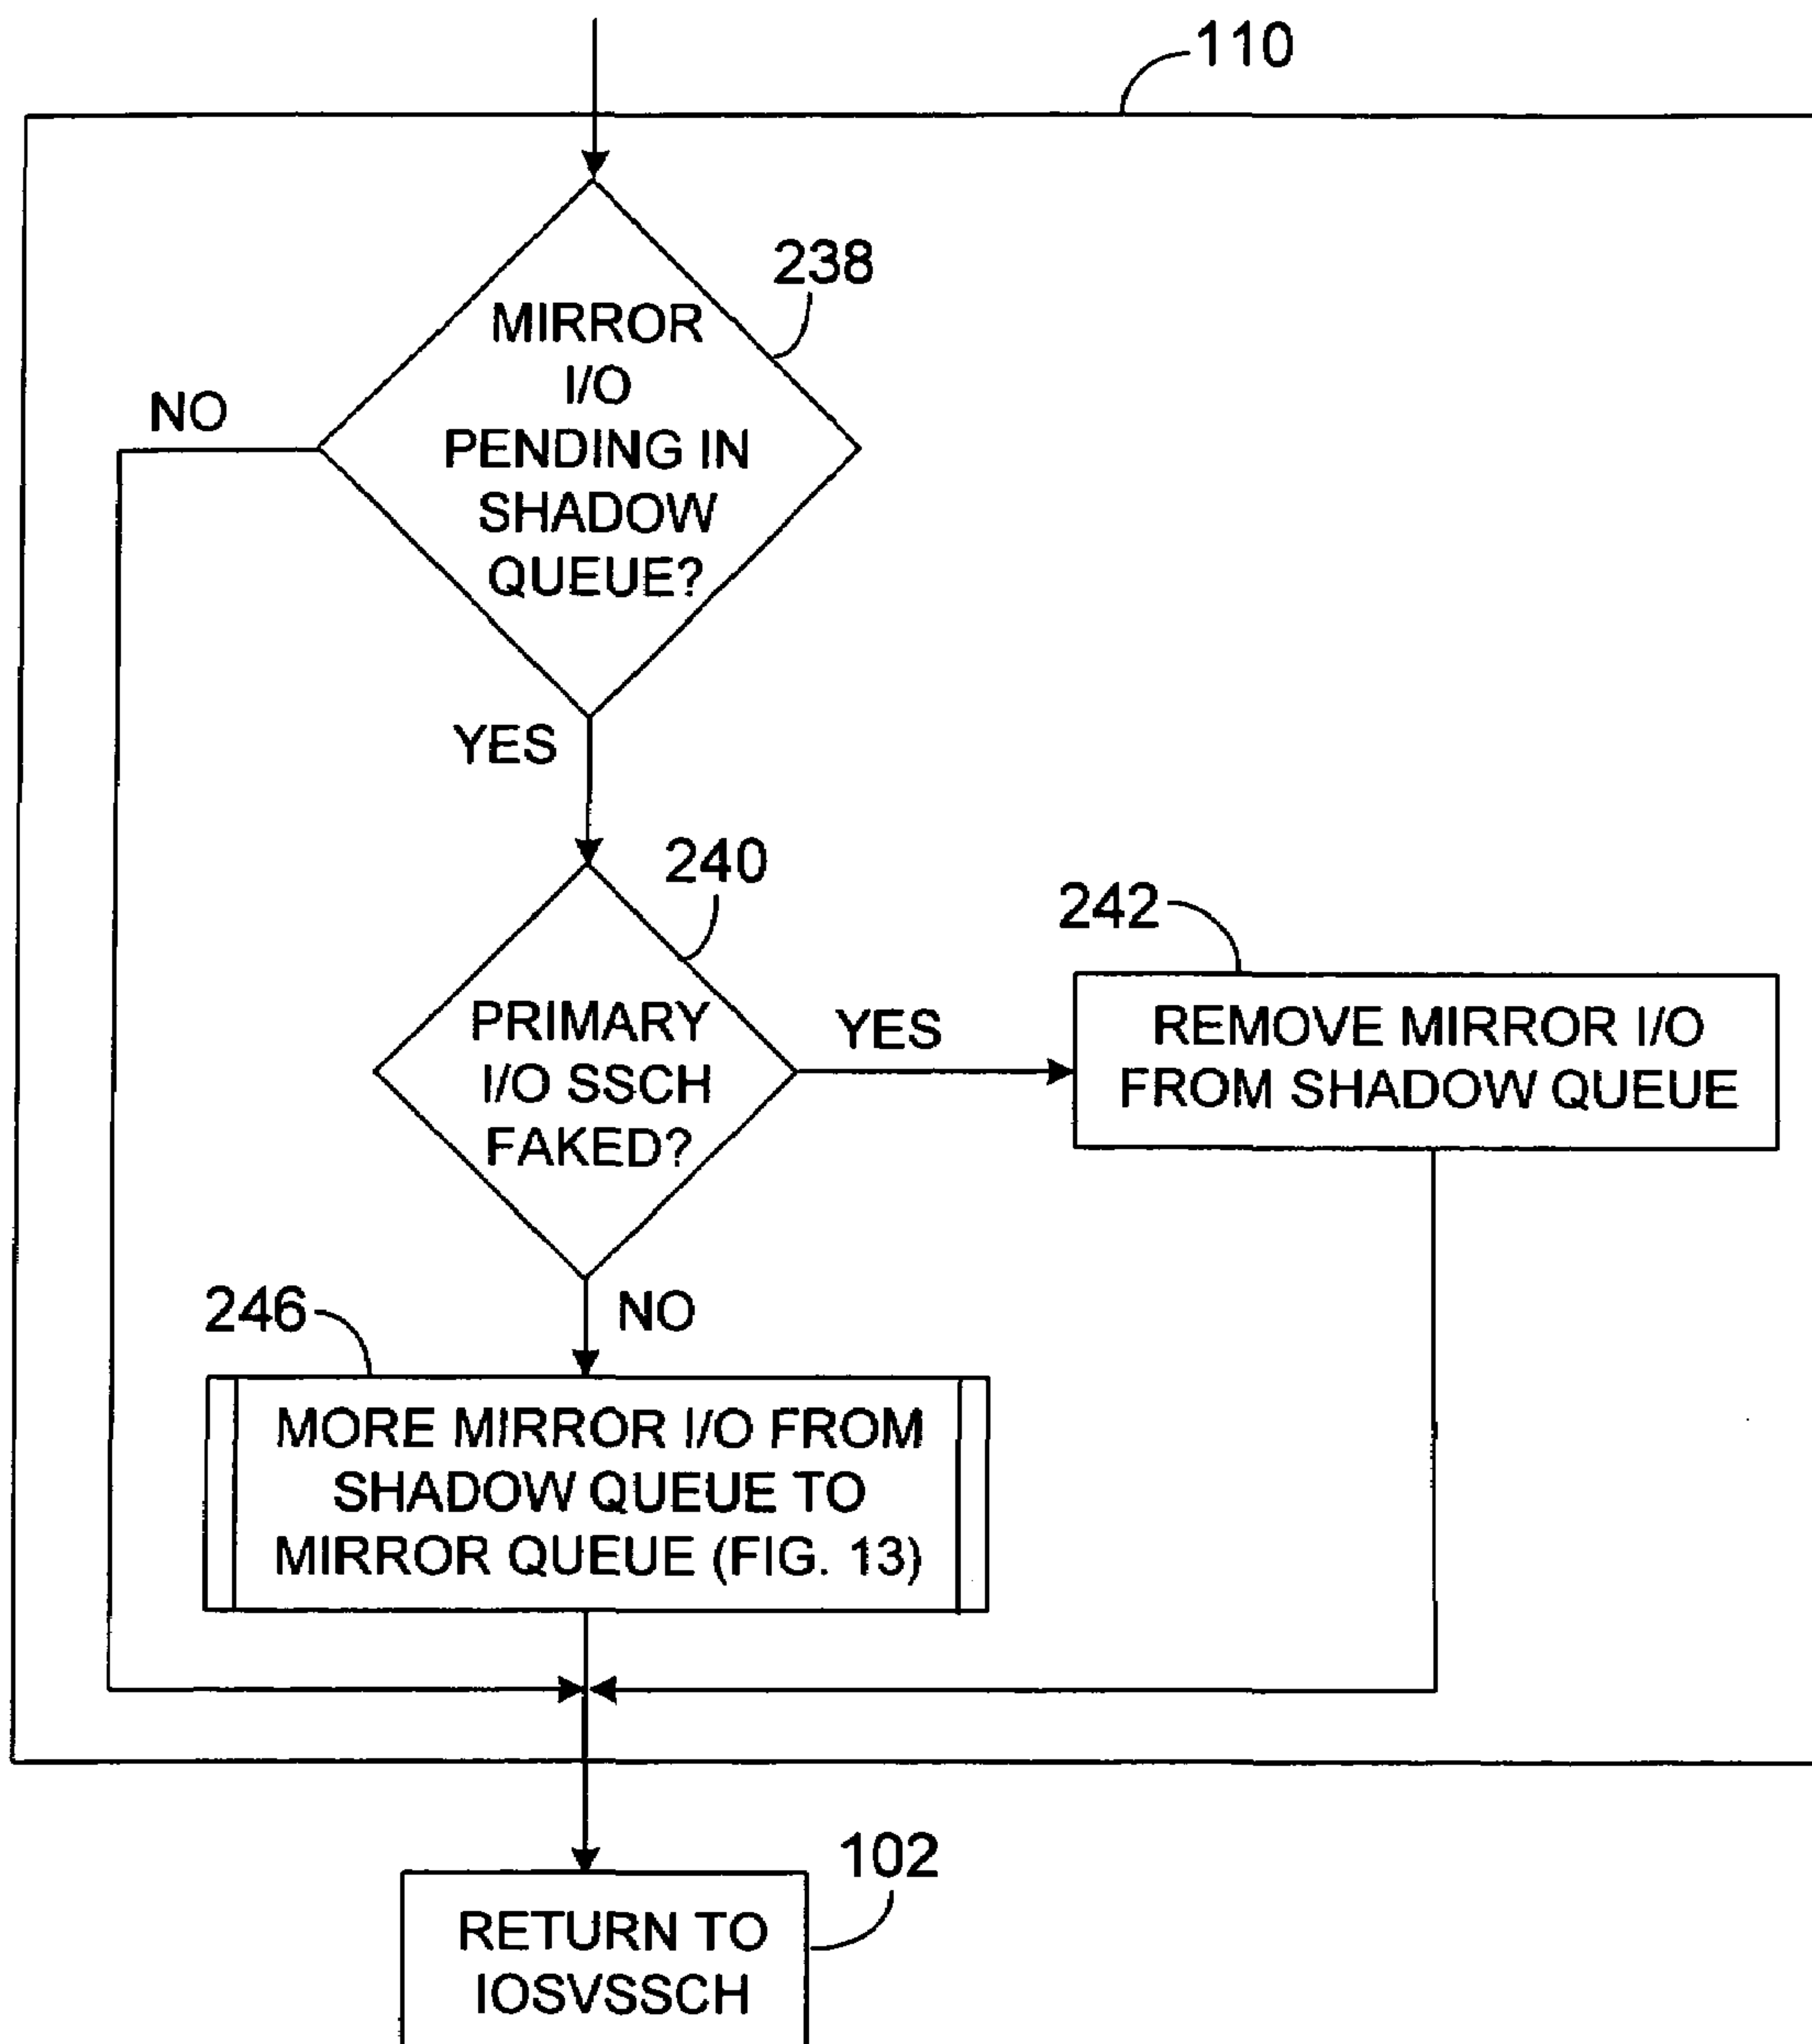 110
238
MIRROR
I/O
PENDING IN
SHADOW
QUEUE?
NO
YES
240
PRIMARY
I/O SSCH
FAKED?
YES
242
REMOVE MIRROR I/O
FROM SHADOW QUEUE
NO
246
MORE MIRROR I/O FROM
SHADOW QUEUE TO
MIRROR QUEUE (FIG. 13)
102
RETURN TO
IOSVSSCH